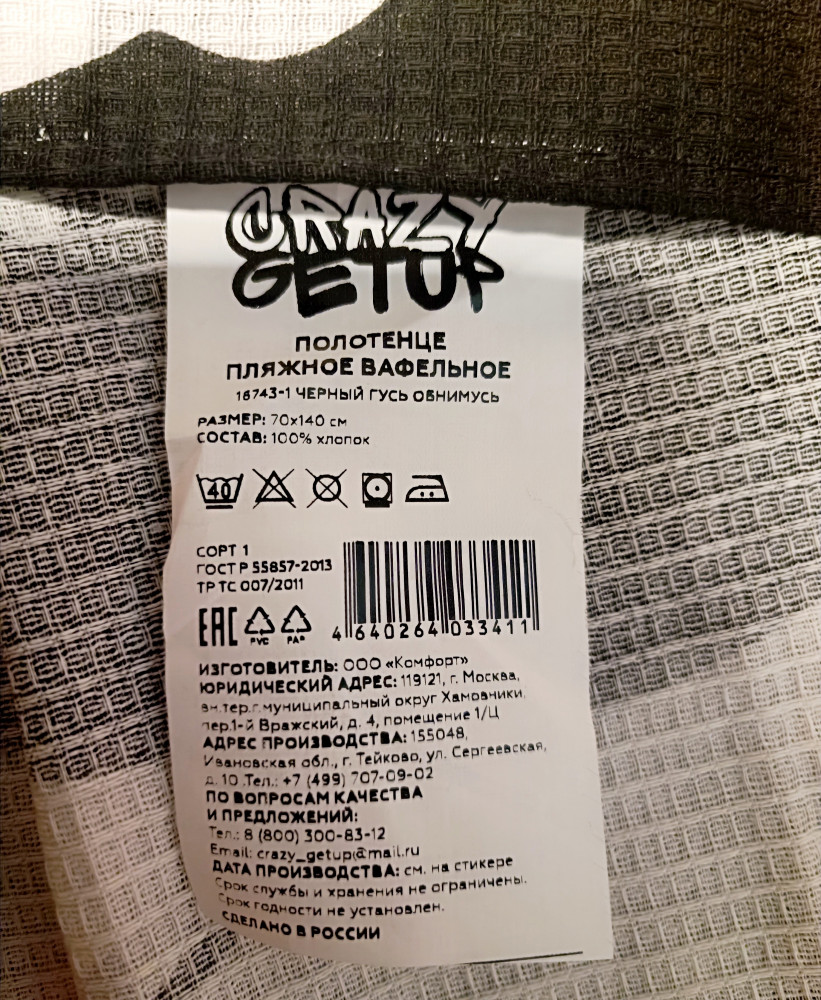 CRAZY
GETUP
ПОЛОТЕНЦЕ
ПЛЯЖНОЕ ВАФЕЛЬНОЕ
16743-1 ЧЕРНЫЙ ГУСЬ ОБНИМУСЬ
РАЗМЕР: 70х140 см
СОСТАВ: 100% хлопок
40
СОРТ 1
ГОСТ Р 55857-2013
ТР ТС 007/2011
EAC PVC PAP
4 640264 033411
ИЗГОТОВИТЕЛЬ: ООО «Комфорт»
ЮРИДИЧЕСКИЙ АДРЕС: 119121, г. Москва,
вн.тер.г.муниципальный округ Хамовники,
пер.1-й Вражский, д. 4, помещение 1/Ц
АДРЕС ПРОИЗВОДСТВА: 155048,
Ивановская обл., г. Тейково, ул. Сергеевская,
д. 10 .Тел.: +7 (499) 707-09-02
ПО ВОПРОСАМ КАЧЕСТВА
И ПРЕДЛОЖЕНИЙ:
Тел.: 8 (800) 300-83-12
Email: crazy_getup@mail.ru
ДАТА ПРОИЗВОДСТВА: см. на стикере
Срок службы и хранения не ограничены.
Срок годности не установлен.
СДЕЛАНО В РОССИИ